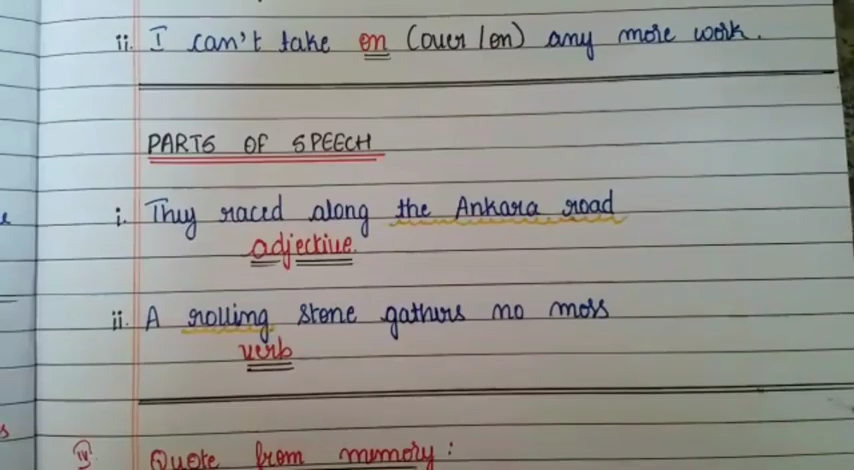 ii. I can't take on (over/on) any more work.
PARTS OF SPEECH
i. They raced along the Ankara road
adjective.
ii. A rolling stone gathers no moss
verb
iv) Quote from memory: